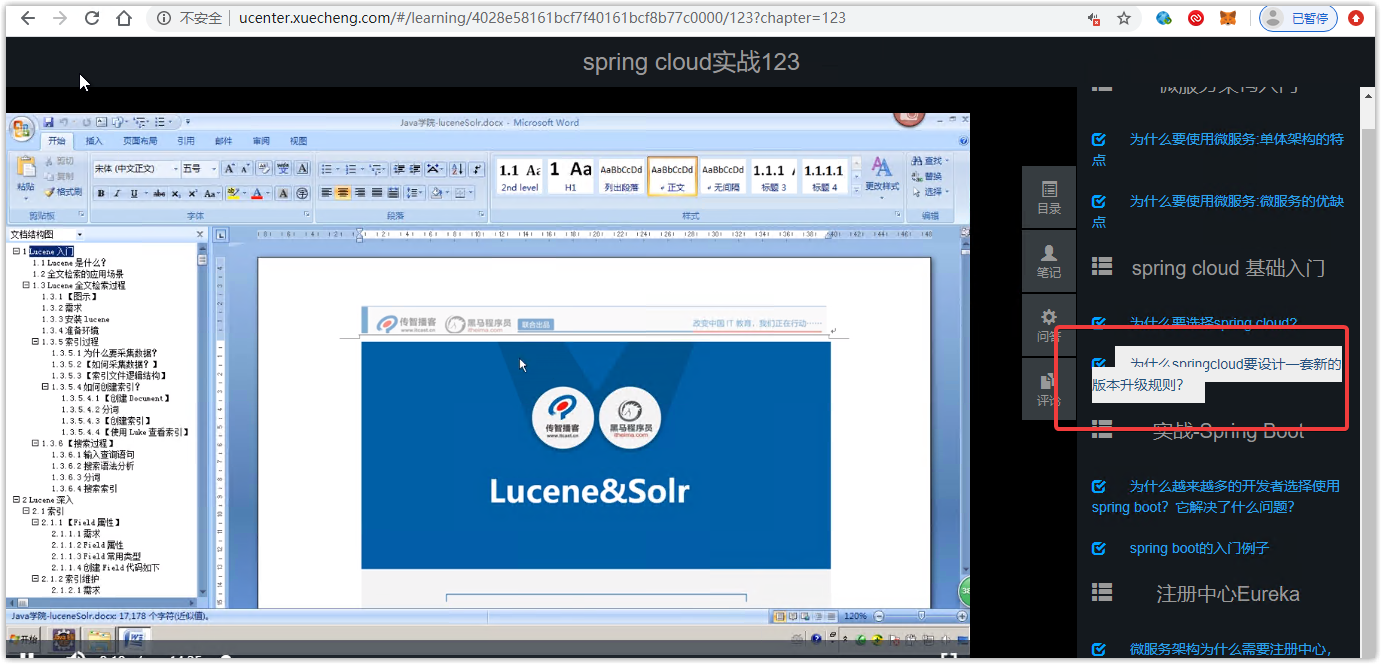 不安全 ucenter.xuecheng.com/#/learning/4028e58161bcf7f40161bcf8b77c0000/123?chapter=123
已暂停
spring cloud实战123
Java学院-luceneSolr.docx - Microsoft Word
开始 插入 页面布局 引用 邮件 审阅 视图
粘贴
剪切
复制
格式刷
剪贴板
宋体 (中文正文) 五号
字体
段落
1.1 Aa 1 Aa AaBbCcDd AaBbCcDd AaBbCcDd 1.1.1 1.1.1.1
2nd level H1 列出段落 正文 无间隔 标题 3 标题 4
更改样式
样式
查找
替换
选择
编辑
文档结构图
1 Lucene 入门
1.1 Lucene 是什么?
1.2 全文检索的应用场景
1.3 Lucene 全文检索过程
1.3.1【图示】
1.3.2 需求
1.3.3 安装 lucene
1.3.4 准备环境
1.3.5 索引过程
1.3.5.1 为什么要采集数据?
1.3.5.2【如何采集数据?】
1.3.5.3【索引文件逻辑结构】
1.3.5.4 如何创建索引?
1.3.5.4.1【创建 Document】
1.3.5.4.2 分词
1.3.5.4.3【创建索引】
1.3.5.4.4【使用 Luke 查看索引】
1.3.6【搜索过程】
1.3.6.1 输入查询语句
1.3.6.2 搜索语法分析
1.3.6.3 分词
1.3.6.4 搜索索引
2 Lucene 深入
2.1 索引
2.1.1【Field 属性】
2.1.1.1 需求
2.1.1.2 Field 属性
2.1.1.3 Field 常用类型
2.1.1.4 创建 Field 代码如下
2.1.2 索引维护
2.1.2.1 需求
传智播客
www.itcast.cn
黑马程序员
www.itheima.com
联合出品
改变中国 IT 教育，我们正在行动……
传智播客
www.itcast.cn
黑马程序员
itheima.com
Lucene&Solr
Java学院-luceneSolr.docx: 17,178 个字符(近似值)。
120%
开始
目录
笔记
问答
评论
微服务架构入门
为什么要使用微服务:单体架构的特
点
为什么要使用微服务:微服务的优缺
点
spring cloud 基础入门
为什么要选择spring cloud?
为什么springcloud要设计一套新的
版本升级规则？
实战-Spring Boot
为什么越来越多的开发者选择使用
spring boot？它解决了什么问题？
spring boot的入门例子
注册中心Eureka
微服务架构为什么需要注册中心，